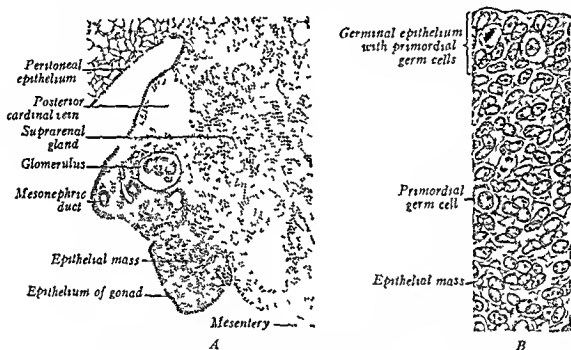 Peritoneal
epithelium
Posterior
cardinal vein
Suprarenal
gland
Glomerulus
Mesonephric
duct
Epithelial mass
Epithelium of gonad
Mesentery
A
Germinal epithelium
with primordial
germ cells
Primordial
germ cell
Epithelial mass
B